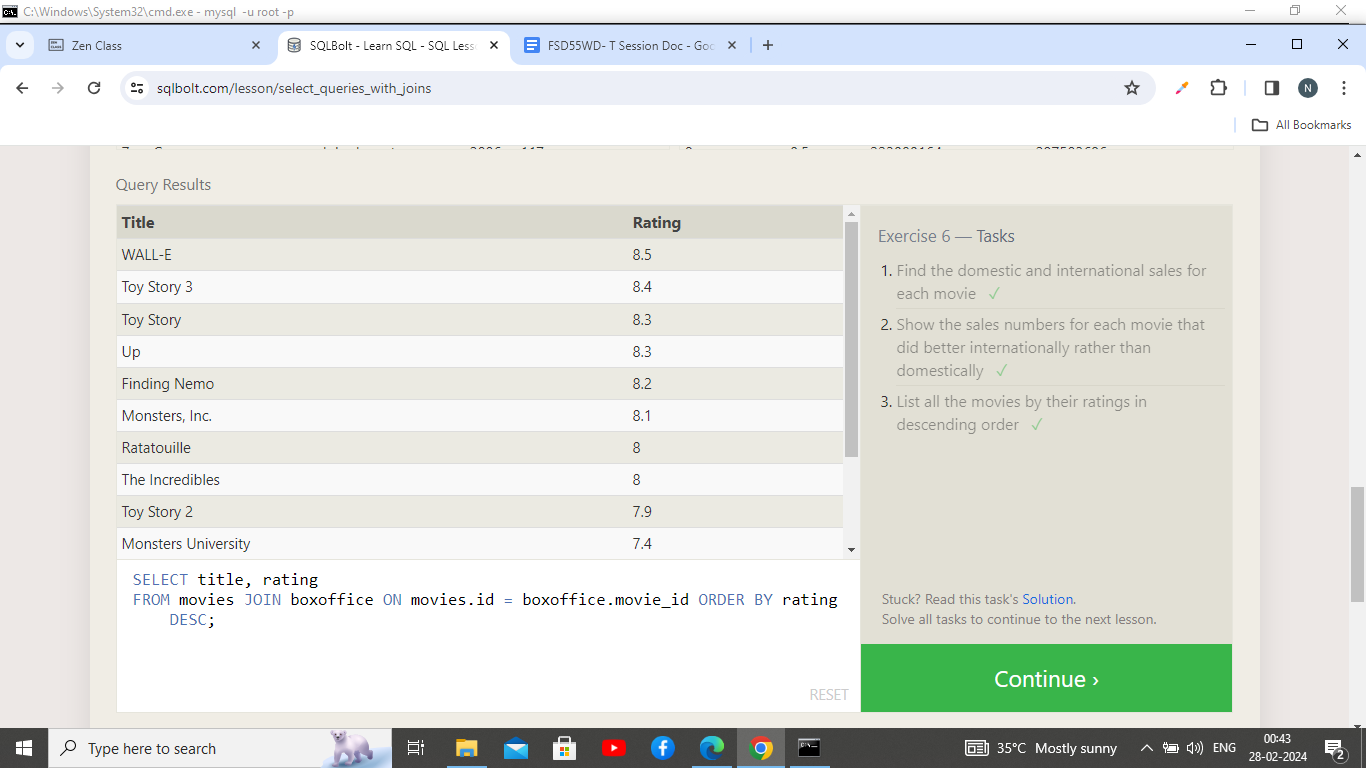 C:\Windows\System32\cmd.exe - mysql -u root -p
Zen Class
SQLBolt - Learn SQL - SQL Less
FSD55WD- T Session Doc - Goo
sqlbolt.com/lesson/select_queries_with_joins
N
All Bookmarks
Query Results
Title Rating
WALL-E 8.5
Toy Story 3 8.4
Toy Story 8.3
Up 8.3
Finding Nemo 8.2
Monsters, Inc. 8.1
Ratatouille 8
The Incredibles 8
Toy Story 2 7.9
Monsters University 7.4
SELECT title, rating
FROM movies JOIN boxoffice ON movies.id = boxoffice.movie_id ORDER BY rating
DESC;
RESET
Exercise 6 — Tasks
1. Find the domestic and international sales for
each movie ✓
2. Show the sales numbers for each movie that
did better internationally rather than
domestically ✓
3. List all the movies by their ratings in
descending order ✓
Stuck? Read this task's Solution.
Solve all tasks to continue to the next lesson.
Continue ›
Type here to search
35°C Mostly sunny
ENG
00:43
28-02-2024
2